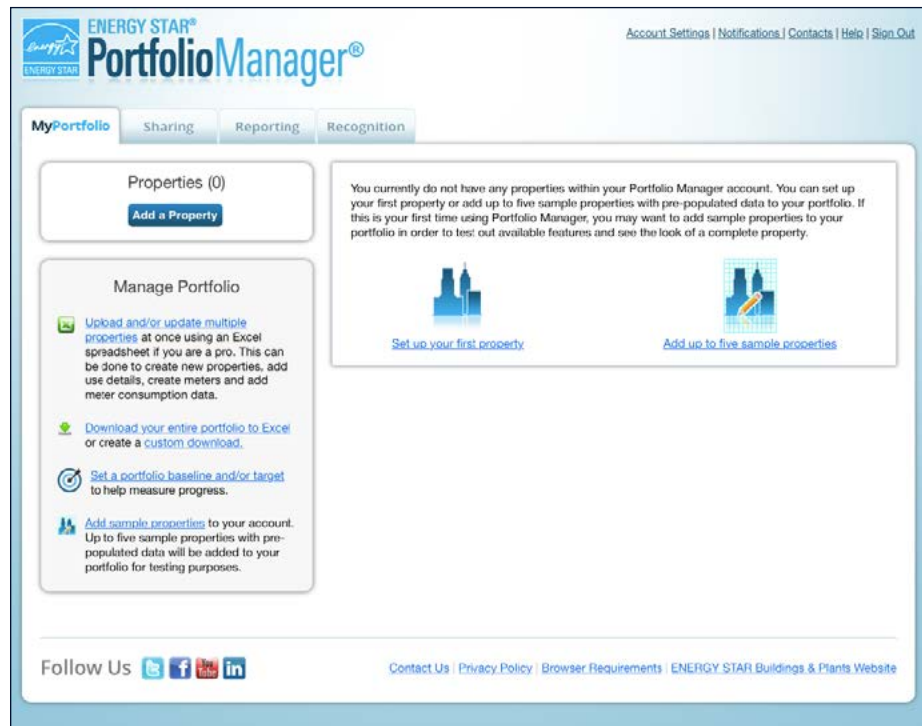 ENERGY STAR®
PortfolioManager®
energy
ENERGY STAR
Account Settings | Notifications | Contacts | Help | Sign Out
MyPortfolio
Sharing
Reporting
Recognition
Properties (0)
Add a Property
Manage Portfolio
Upload and/or update multiple
properties at once using an Excel
spreadsheet if you are a pro. This can
be done to create new properties, add
use details, create meters and add
meter consumption data.
Download your entire portfolio to Excel
or create a custom download.
Set a portfolio baseline and/or target
to help measure progress.
Add sample properties to your account.
Up to five sample properties with pre-
populated data will be added to your
portfolio for testing purposes.
You currently do not have any properties within your Portfolio Manager account. You can set up
your first property or add up to five sample properties with pre-populated data to your portfolio. If
this is your first time using Portfolio Manager, you may want to add sample properties to your
portfolio in order to test out available features and see the look of a complete property.
Set up your first property
Add up to five sample properties
Follow Us
You Tube
in
Contact Us | Privacy Policy | Browser Requirements | ENERGY STAR Buildings & Plants Website